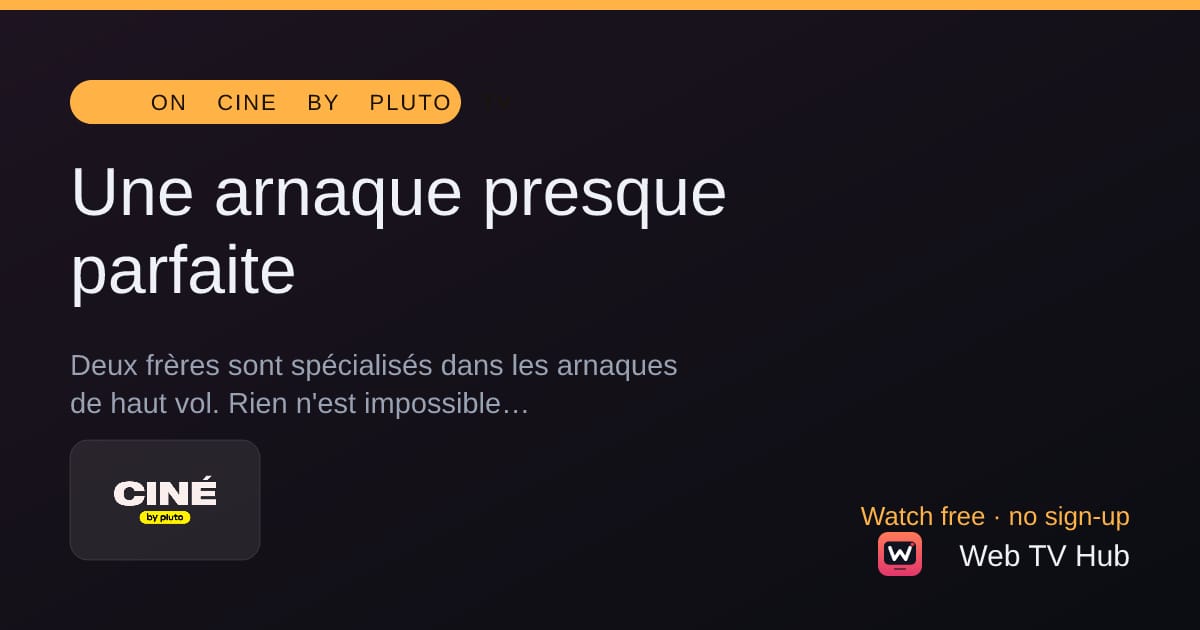 ON CINE BY PLUTO TV
Une arnaque presque
parfaite
Deux frères sont spécialisés dans les arnaques
de haut vol. Rien n'est impossible…
CINÉ
by pluto
Watch free · no sign-up
W
Web TV Hub